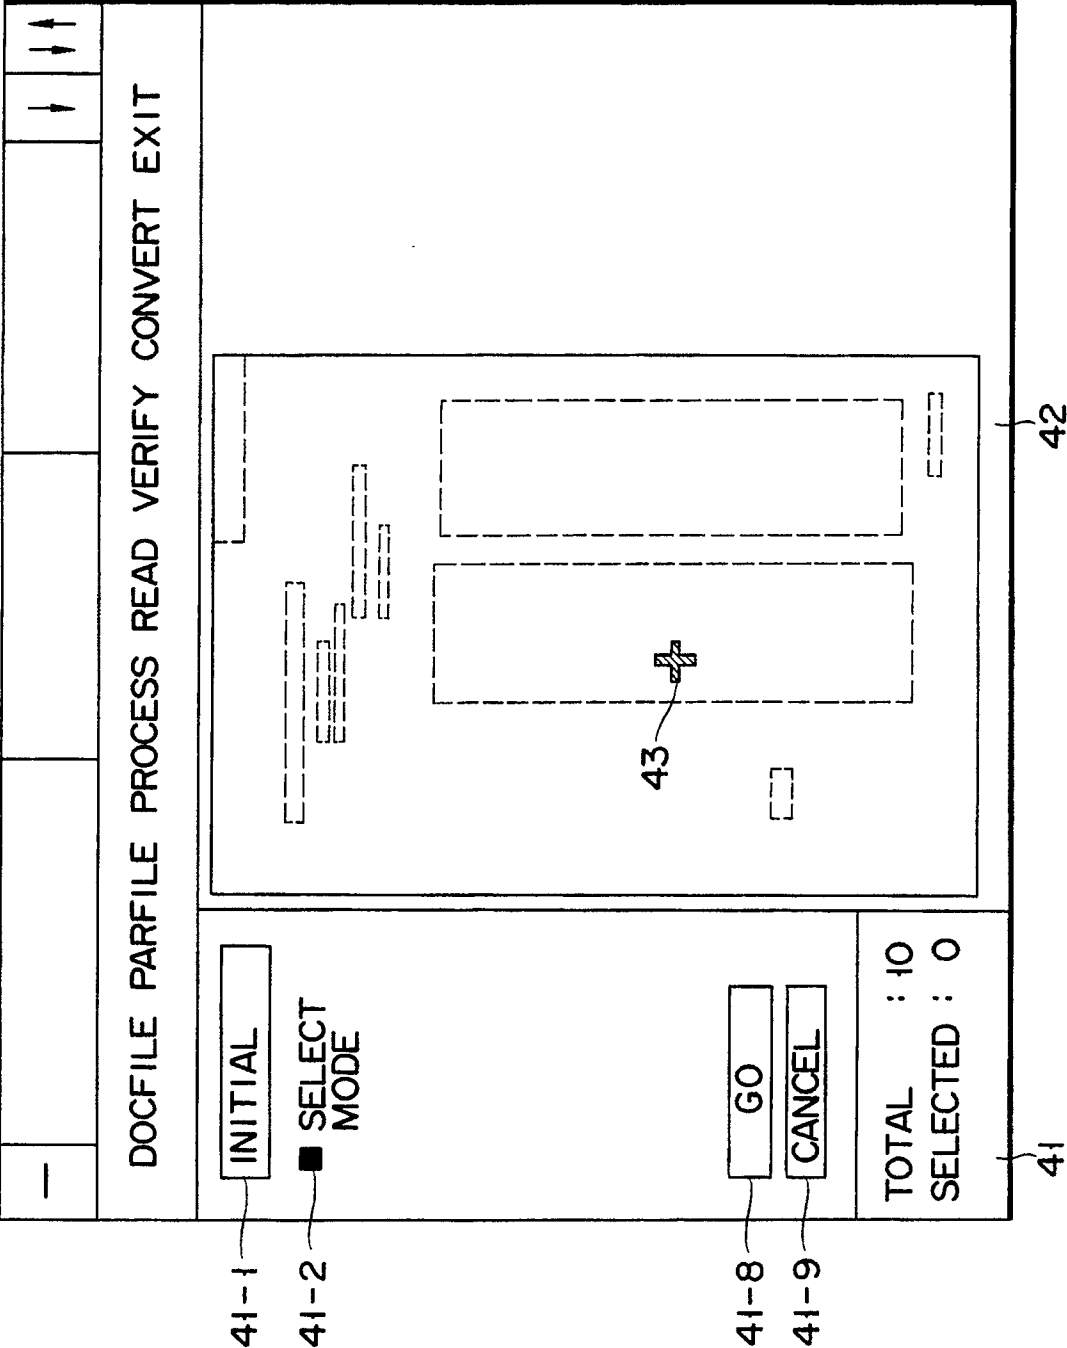 DOCFILE PARFILE PROCESS READ VERIFY CONVERT EXIT
41-1
INITIAL
41-2
SELECT
MODE
43
41-8
GO
41-9
CANCEL
TOTAL : 10
SELECTED : 0
41
42